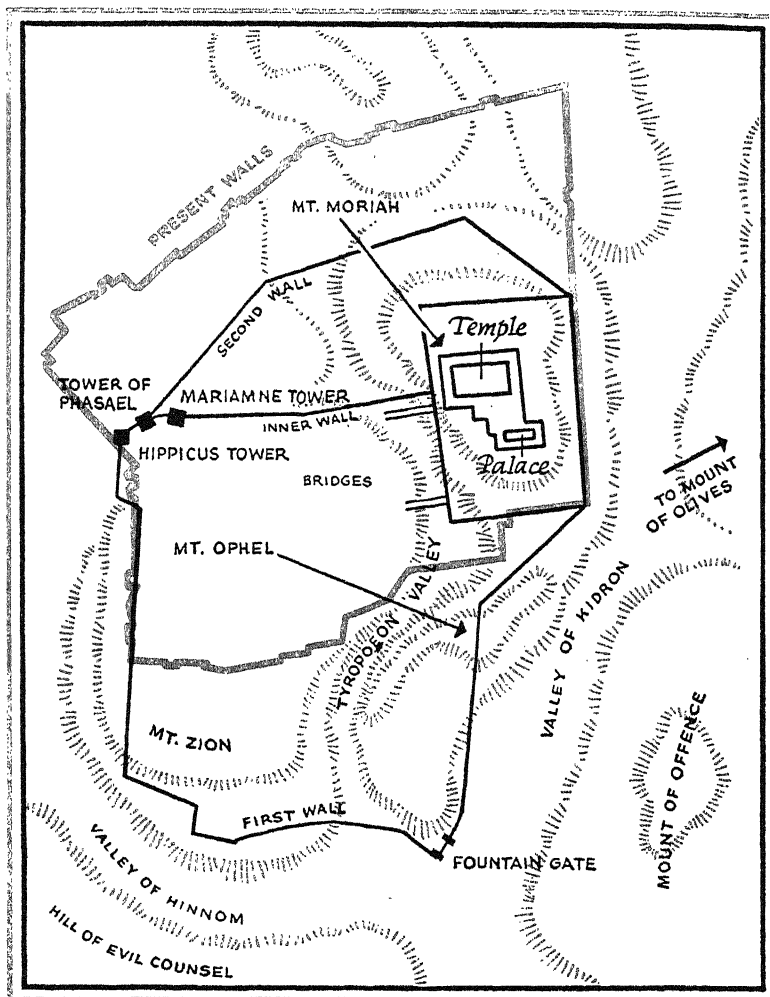 PRESENT WALLS
MT. MORIAH
SECOND WALL
Temple
TOWER OF
PHASAEL
MARIAMNE TOWER
INNER WALL
HIPPICUS TOWER
Palace
BRIDGES
TO MOUNT
OF OLIVES
MT. OPHEL
TYROPOEON VALLEY
VALLEY OF KIDRON
MT. ZION
MOUNT OF OFFENCE
FIRST WALL
FOUNTAIN GATE
VALLEY OF HINNOM
HILL OF EVIL COUNSEL